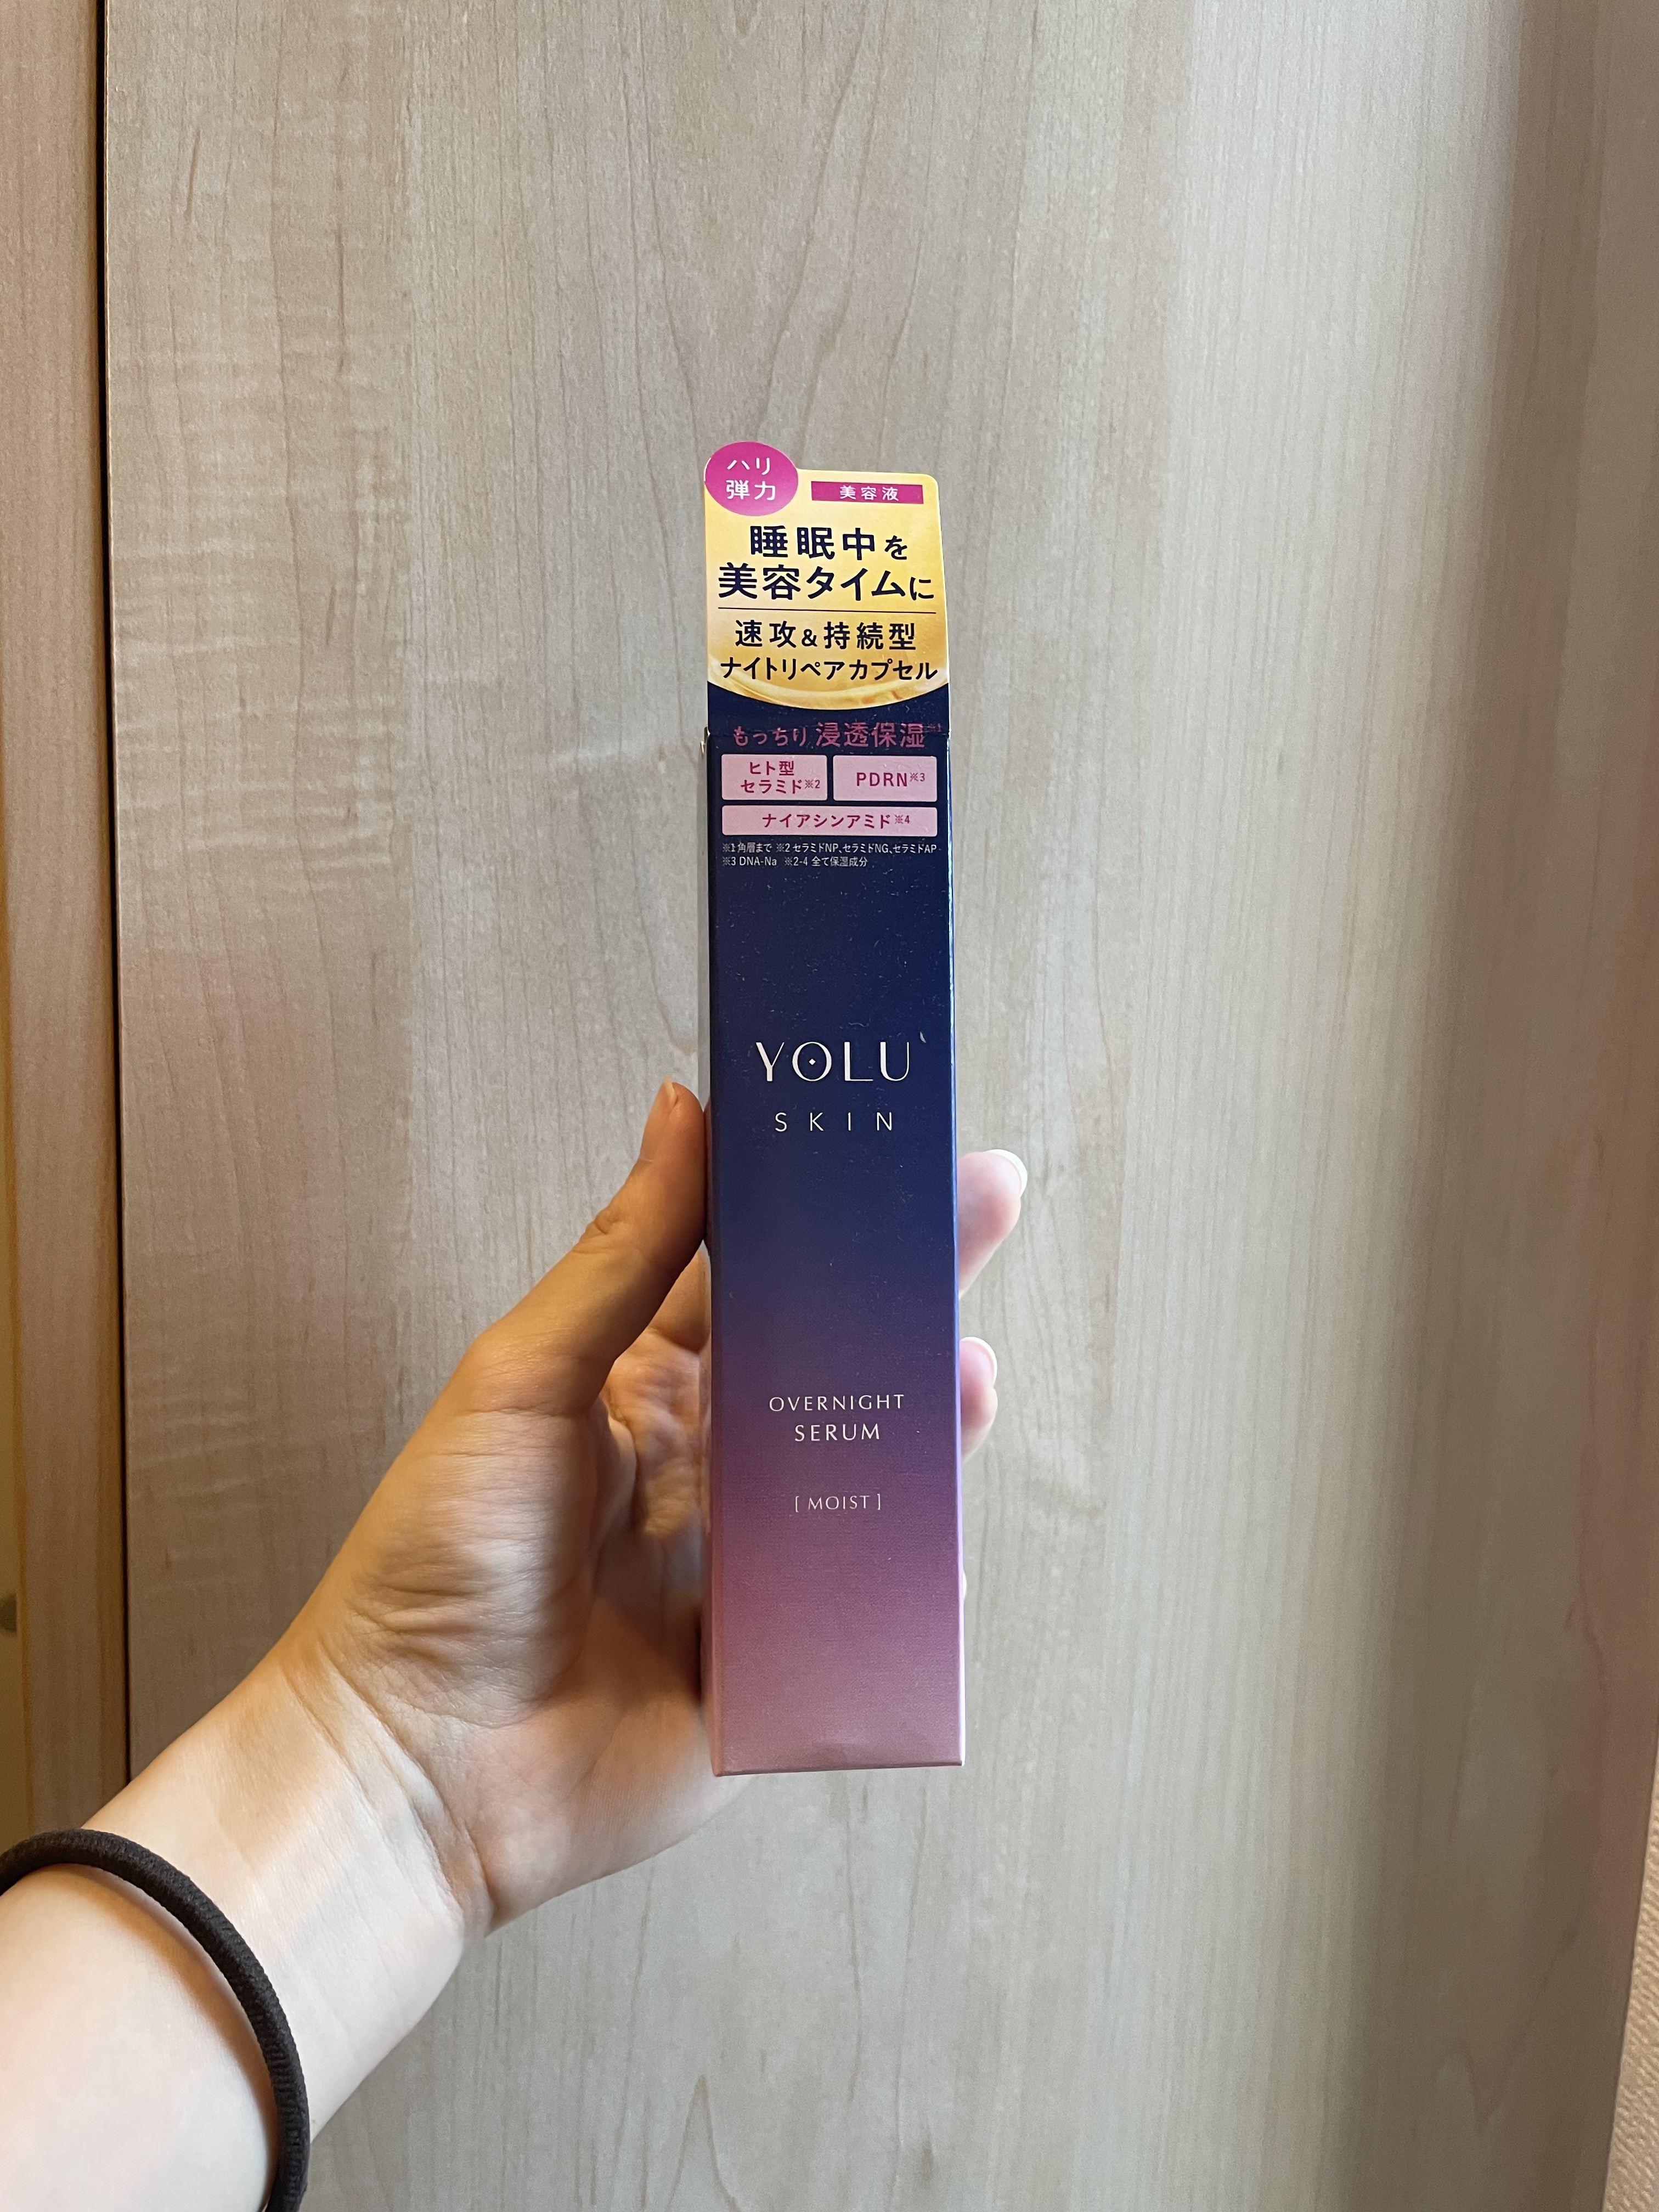 ハリ
弾力
美容液
睡眠中を
美容タイムに
速攻&持続型
ナイトリペアカプセル
もっちり浸透保湿※1
ヒト型
セラミド※2
PDRN※3
ナイアシンアミド※4
※1 角層まで ※2 セラミドNP、セラミドNG、セラミドAP
※3 DNA-Na ※2-4 全て保湿成分
YOLU
SKIN
OVERNIGHT
SERUM
[ MOIST ]